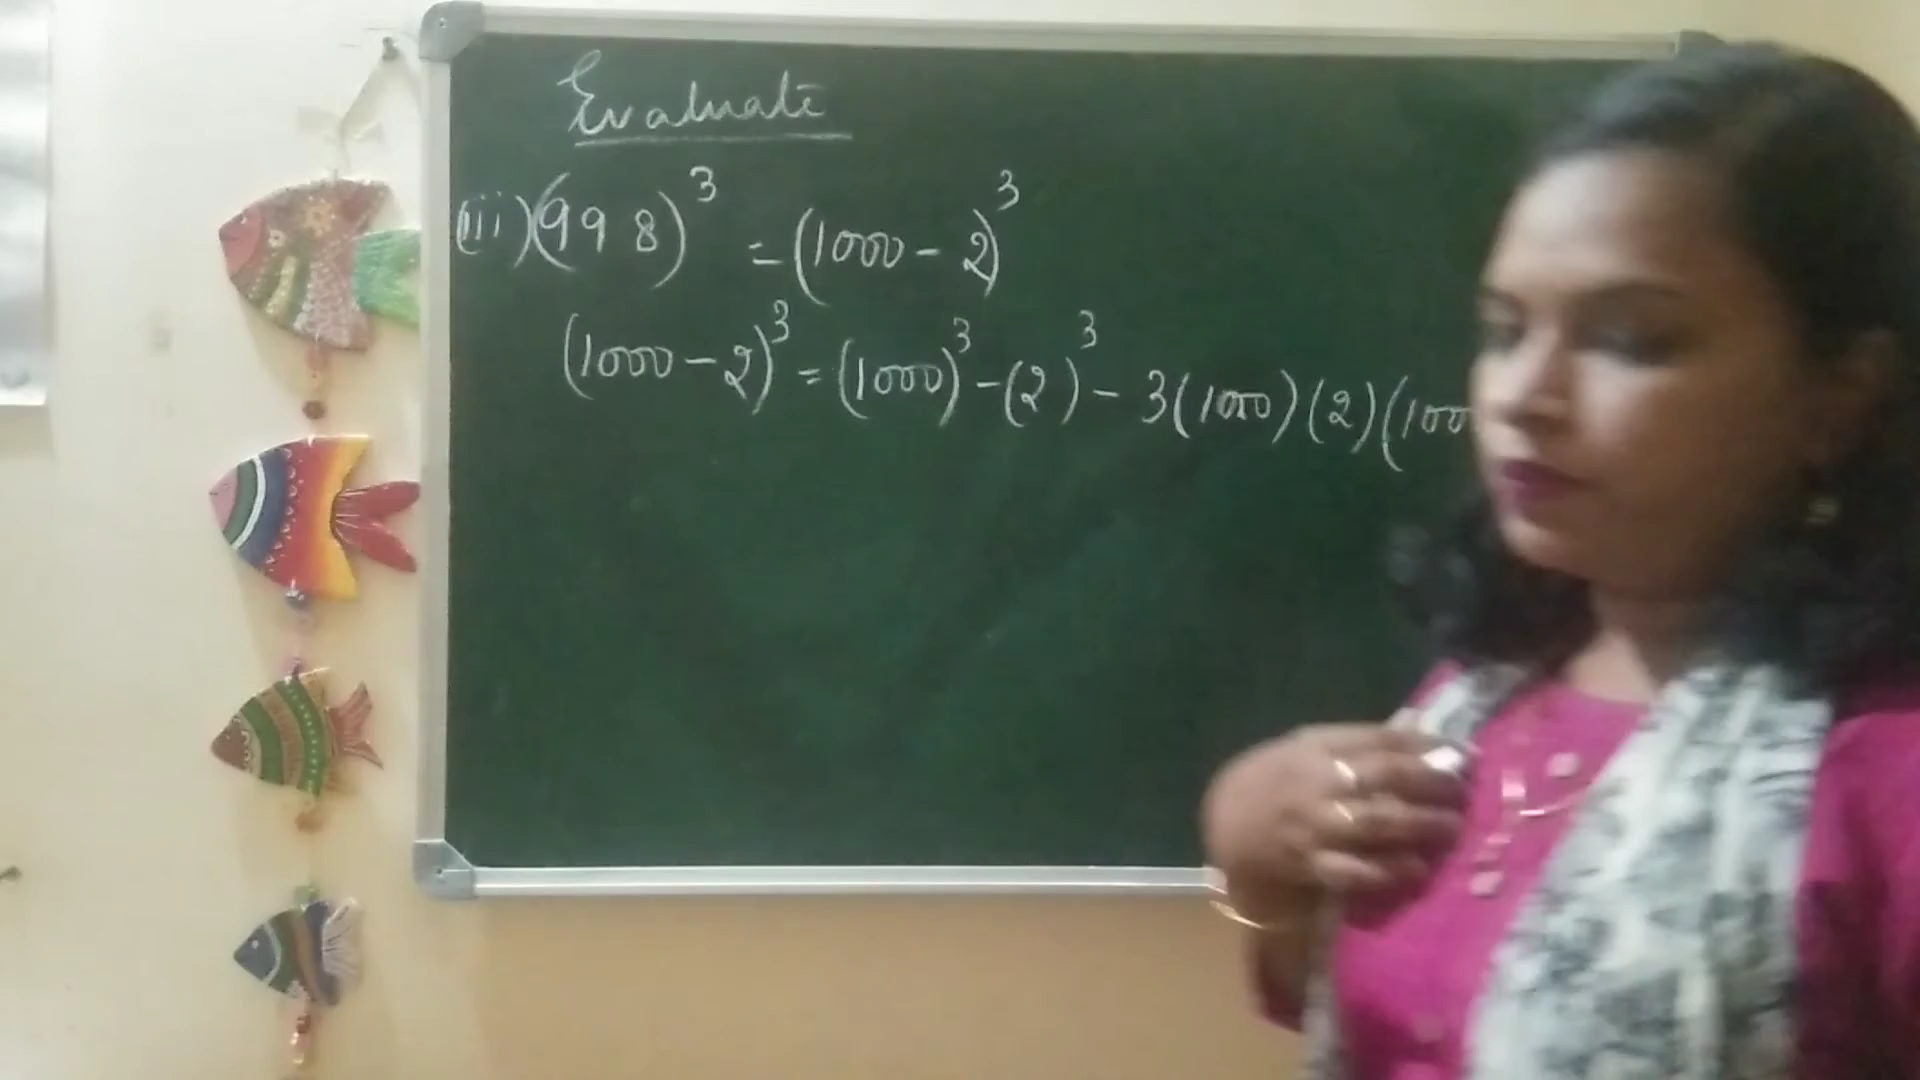 Evaluate
(iii) (998)³ = (1000 - 2)³
(1000 - 2)³ = (1000)³ - (2)³ - 3(1000)(2)(100